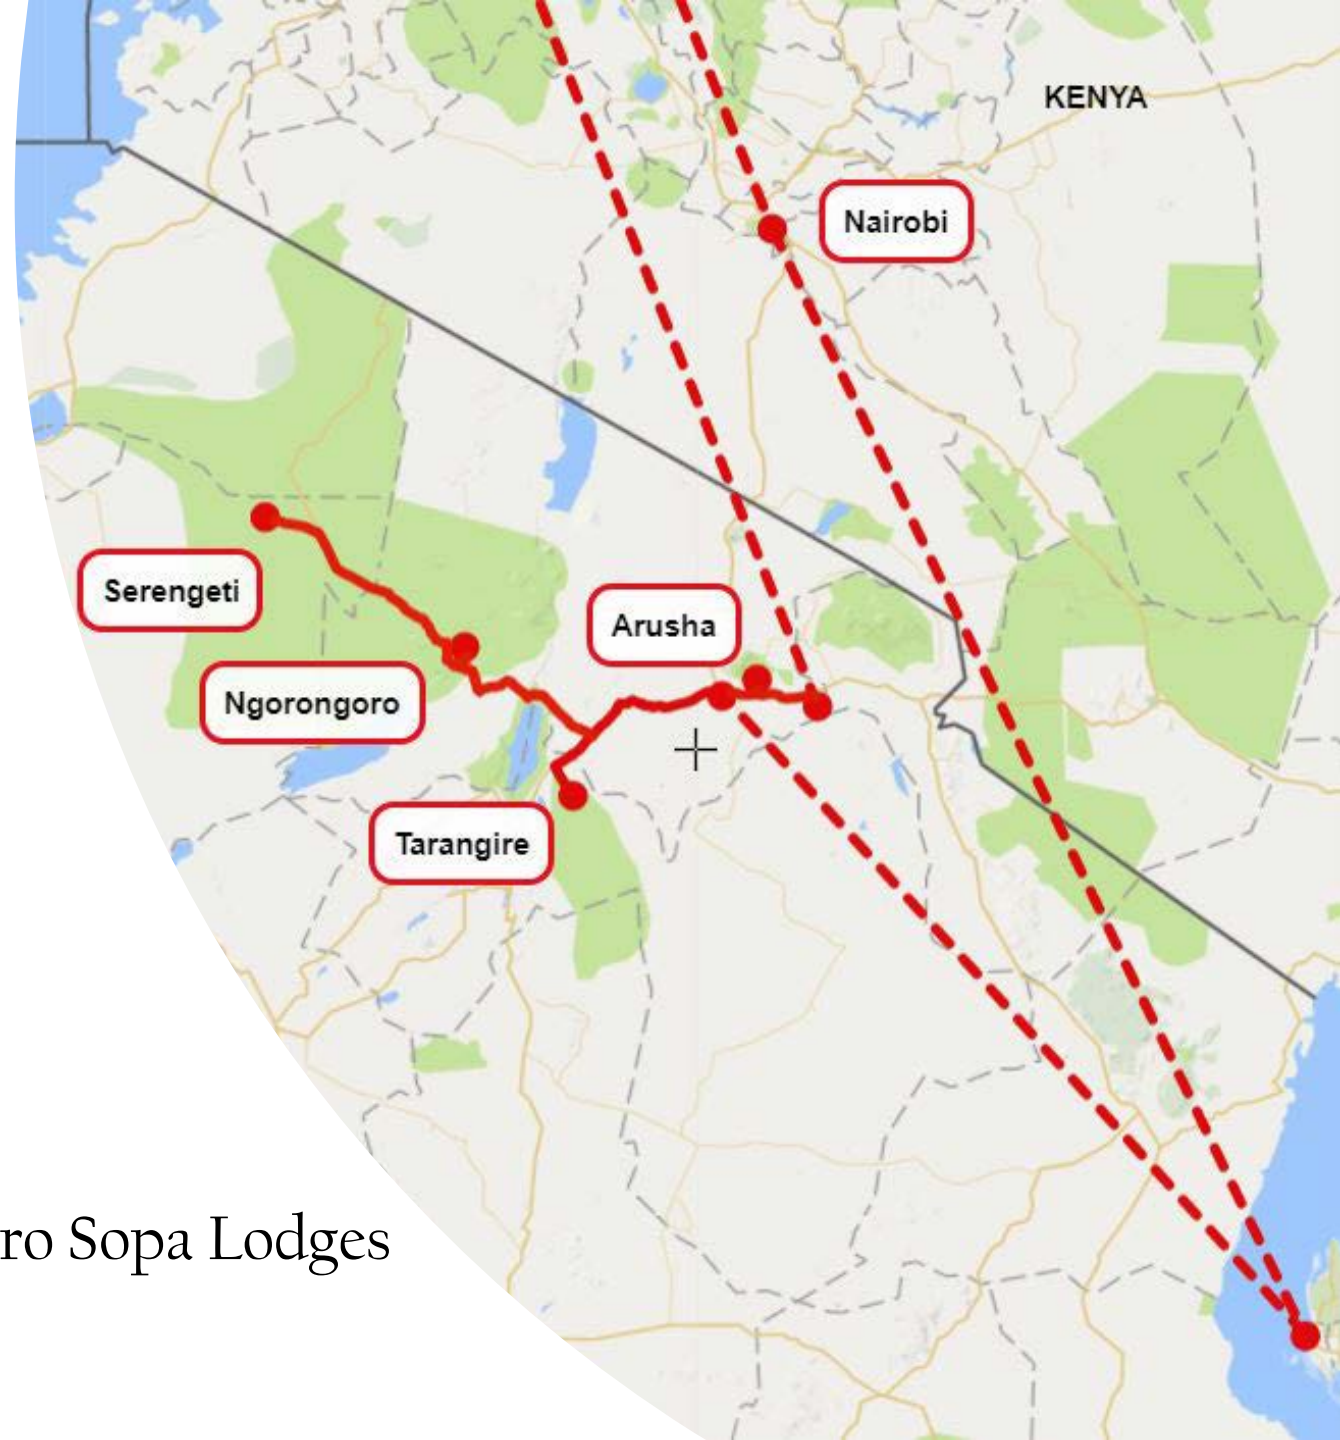 KENYA
Nairobi
Serengeti
Arusha
Ngorongoro
Tarangire
ro Sopa Lodges